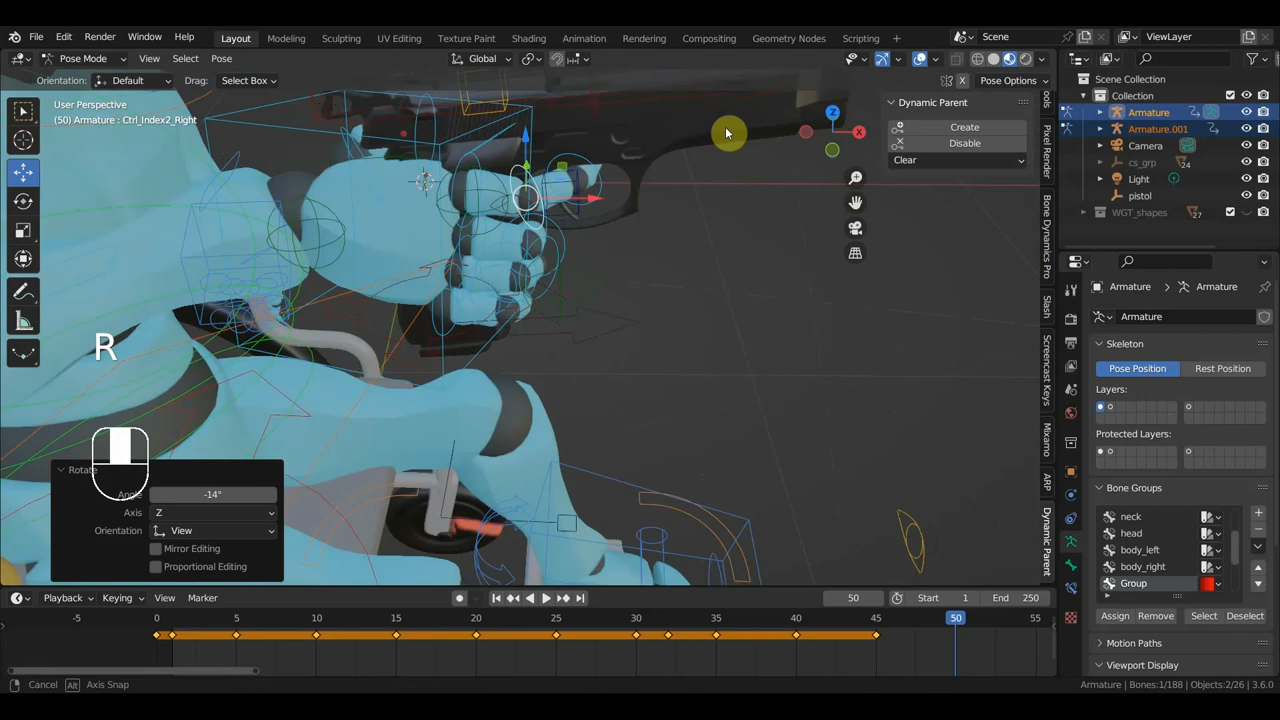 File Edit Render Window Help Layout Modeling Sculpting UV Editing Texture Paint Shading Animation Rendering Compositing Geometry Nodes Scripting + Scene ViewLayer
Pose Mode View Select Pose Global
Orientation: Default Drag: Select Box X Pose Options
User Perspective
(50) Armature : Ctrl_Index2_Right
Z
X
Dynamic Parent
Create
Disable
Clear
Pixel Render
Bone Dynamics Pro
Slash
Screencast Keys
Mixamo
ARP
Dynamic Parent
Scene Collection
Collection
Armature
Armature.001
Camera
cs_grp 24
Light
pistol
WGT_shapes 27
Armature > Armature
Armature
Skeleton
Pose Position Rest Position
Layers:
Protected Layers:
Bone Groups
neck
head
body_left
body_right
Group
Assign Remove Select Deselect
Motion Paths
Viewport Display
R
Rotate
Angle -14°
Axis Z
Orientation View
Mirror Editing
Proportional Editing
Playback Keying View Marker 50 Start 1 End 250
-5 0 5 10 15 20 25 30 35 40 45 50 55
Cancel Alt Axis Snap Armature | Bones:1/188 | Objects:2/26 | 3.6.0